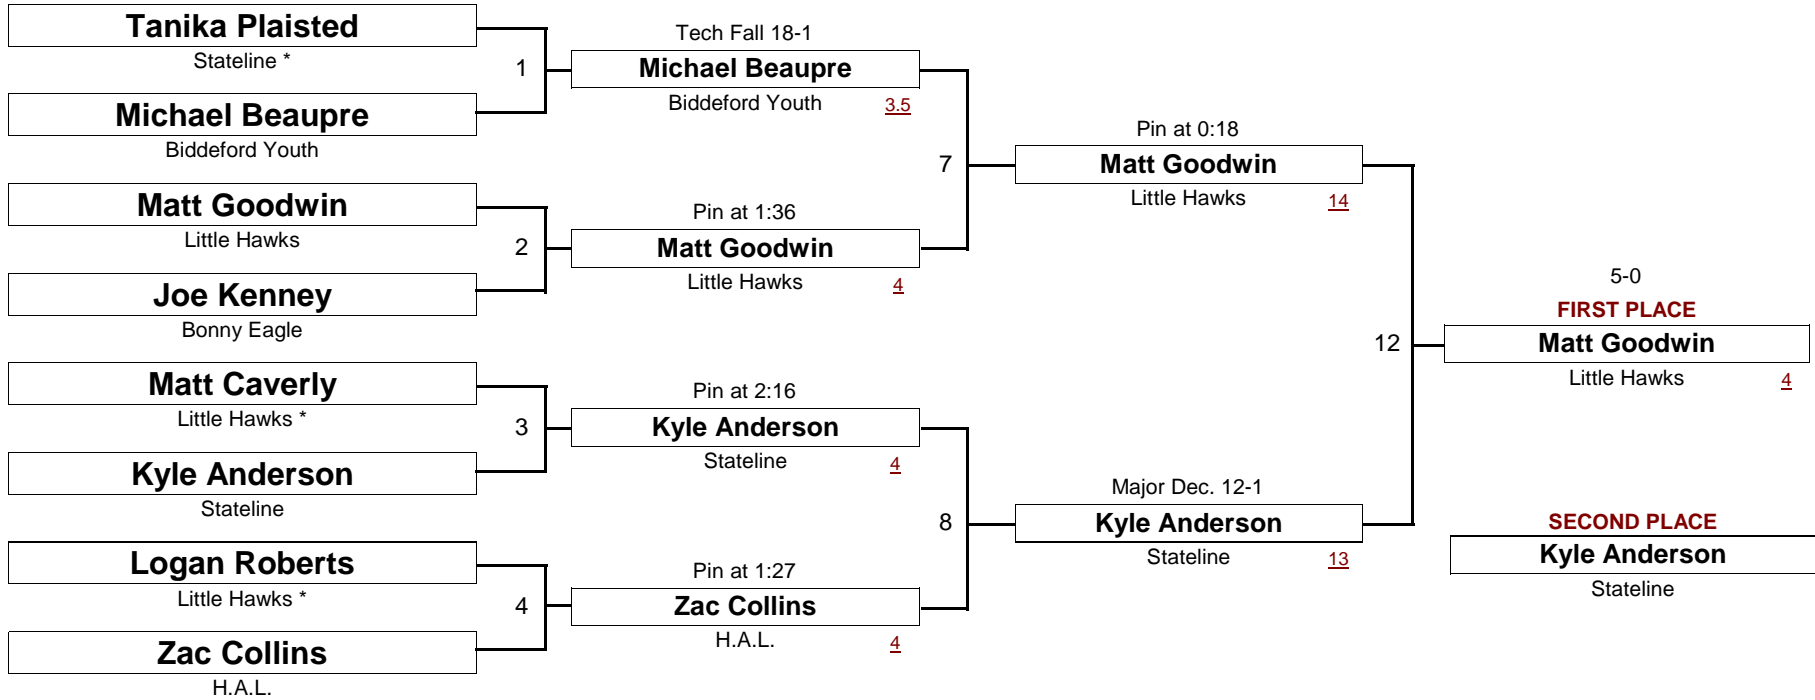 Tanika Plaisted
Stateline *
1
Michael Beaupre
Biddeford Youth
Matt Goodwin
Little Hawks
2
Joe Kenney
Bonny Eagle
Matt Caverly
Little Hawks *
3
Kyle Anderson
Stateline
Logan Roberts
Little Hawks *
4
Zac Collins
H.A.L.
Tech Fall 18-1
Michael Beaupre
Biddeford Youth 3.5
7
Pin at 1:36
Matt Goodwin
Little Hawks 4
Pin at 2:16
Kyle Anderson
Stateline 4
8
Pin at 1:27
Zac Collins
H.A.L. 4
Pin at 0:18
Matt Goodwin
Little Hawks 14
12
Major Dec. 12-1
Kyle Anderson
Stateline 13
5-0
FIRST PLACE
Matt Goodwin
Little Hawks 4
SECOND PLACE
Kyle Anderson
Stateline